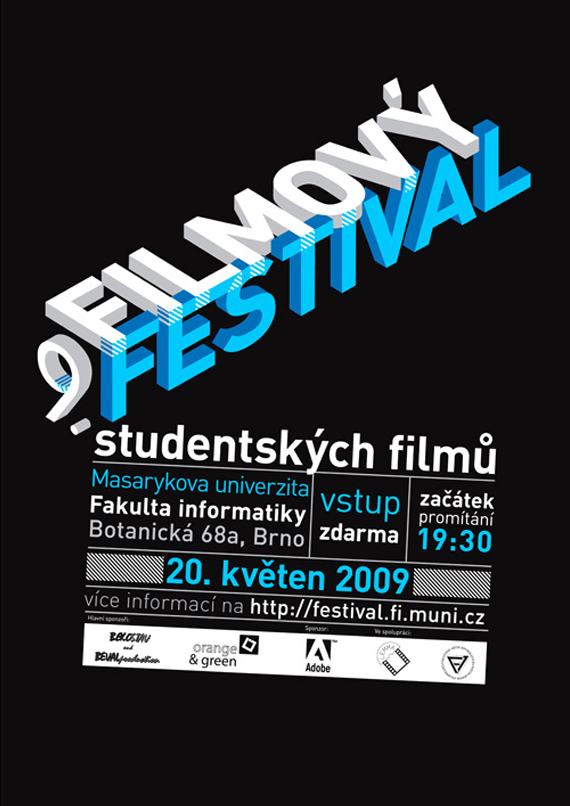 9. FILMOVÝ
FESTIVAL
studentských filmů
Masarykova univerzita
Fakulta informatiky
Botanická 68a, Brno
vstup
zdarma
začátek
promítání
19:30
20. květen 2009
více informací na http://festival.fi.muni.cz
Hlavní sponzoři:
Sponzor:
Ve spolupráci:
orange
& green
Adobe